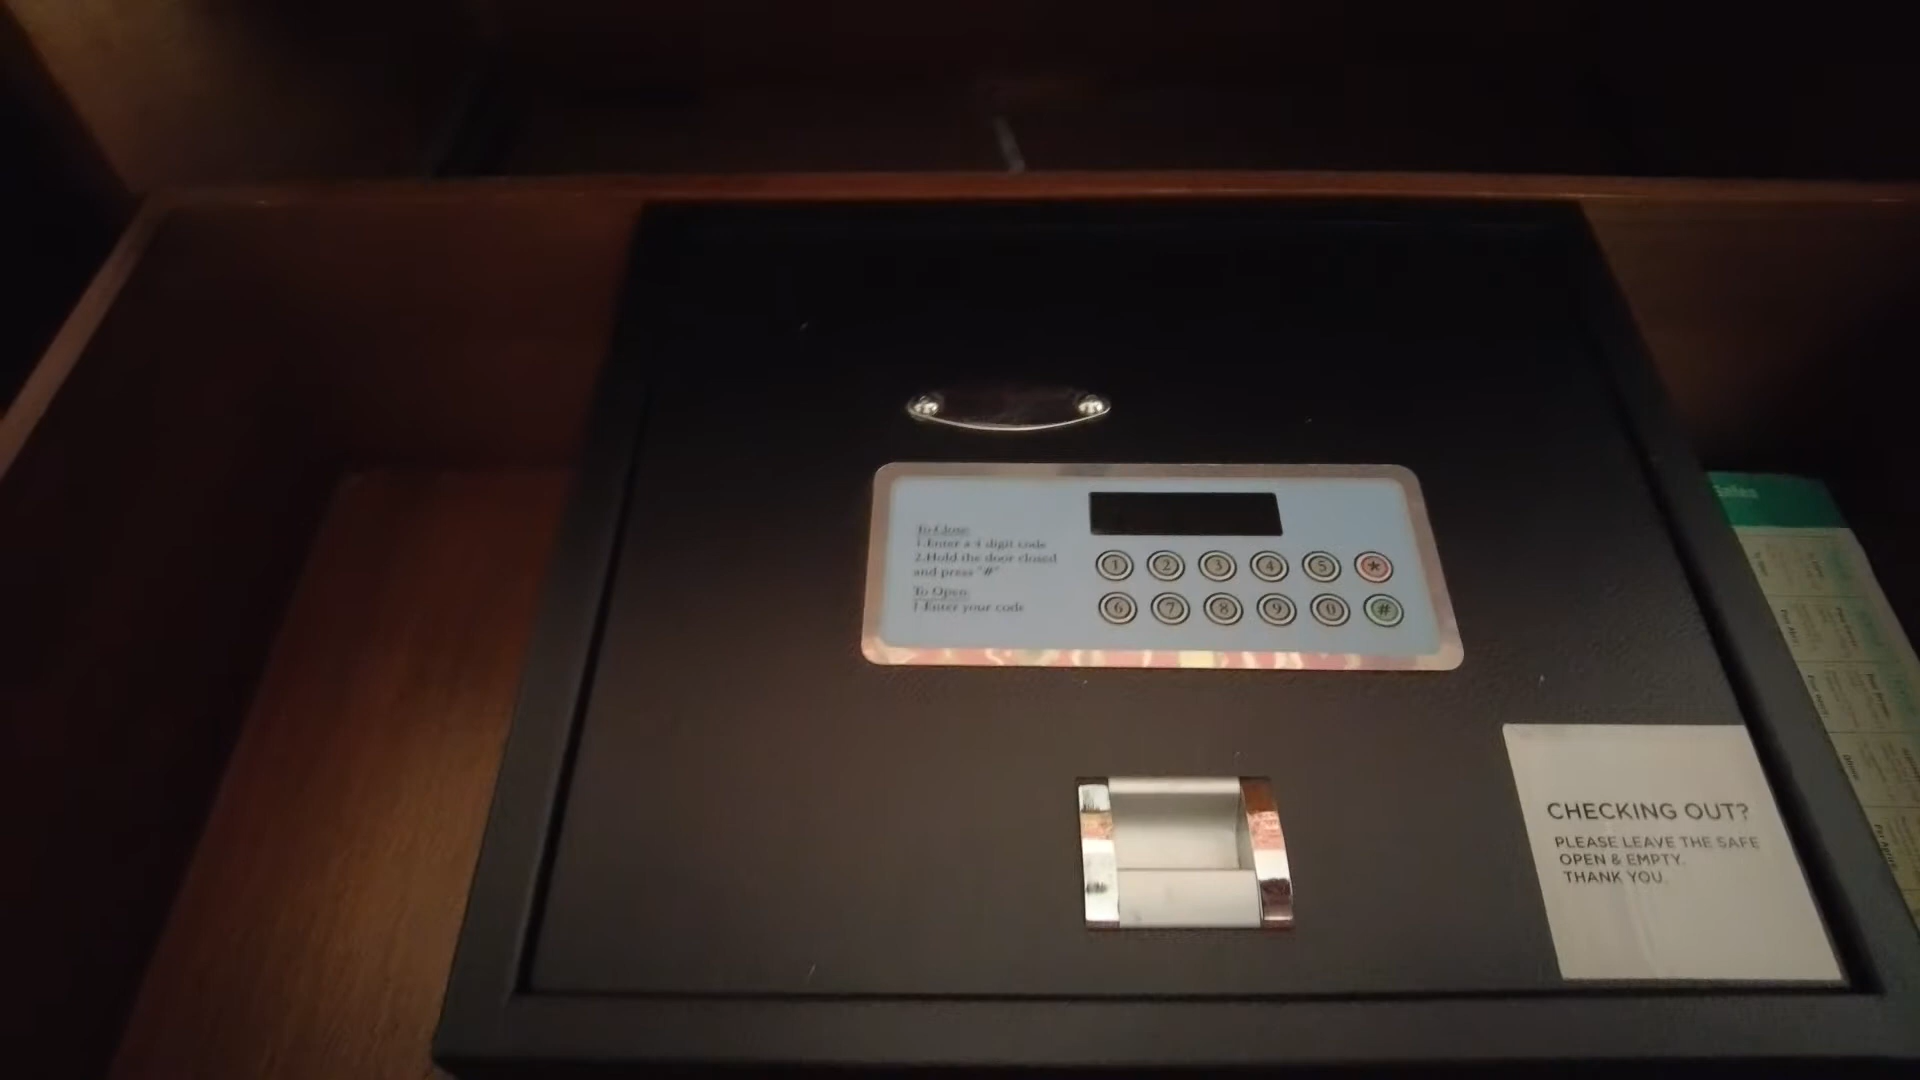 To Close:
1.Enter a 4 digit code
2.Hold the door closed
and press "#"
To Open:
1.Enter your code
1 2 3 4 5 *
6 7 8 9 0 #
CHECKING OUT?
PLEASE LEAVE THE SAFE
OPEN & EMPTY.
THANK YOU.
Safes